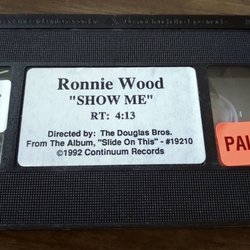 Ronnie Wood
"SHOW ME"
RT: 4:13
Directed by: The Douglas Bros.
From The Album, "Slide On This" - #19210
©1992 Continuum Records